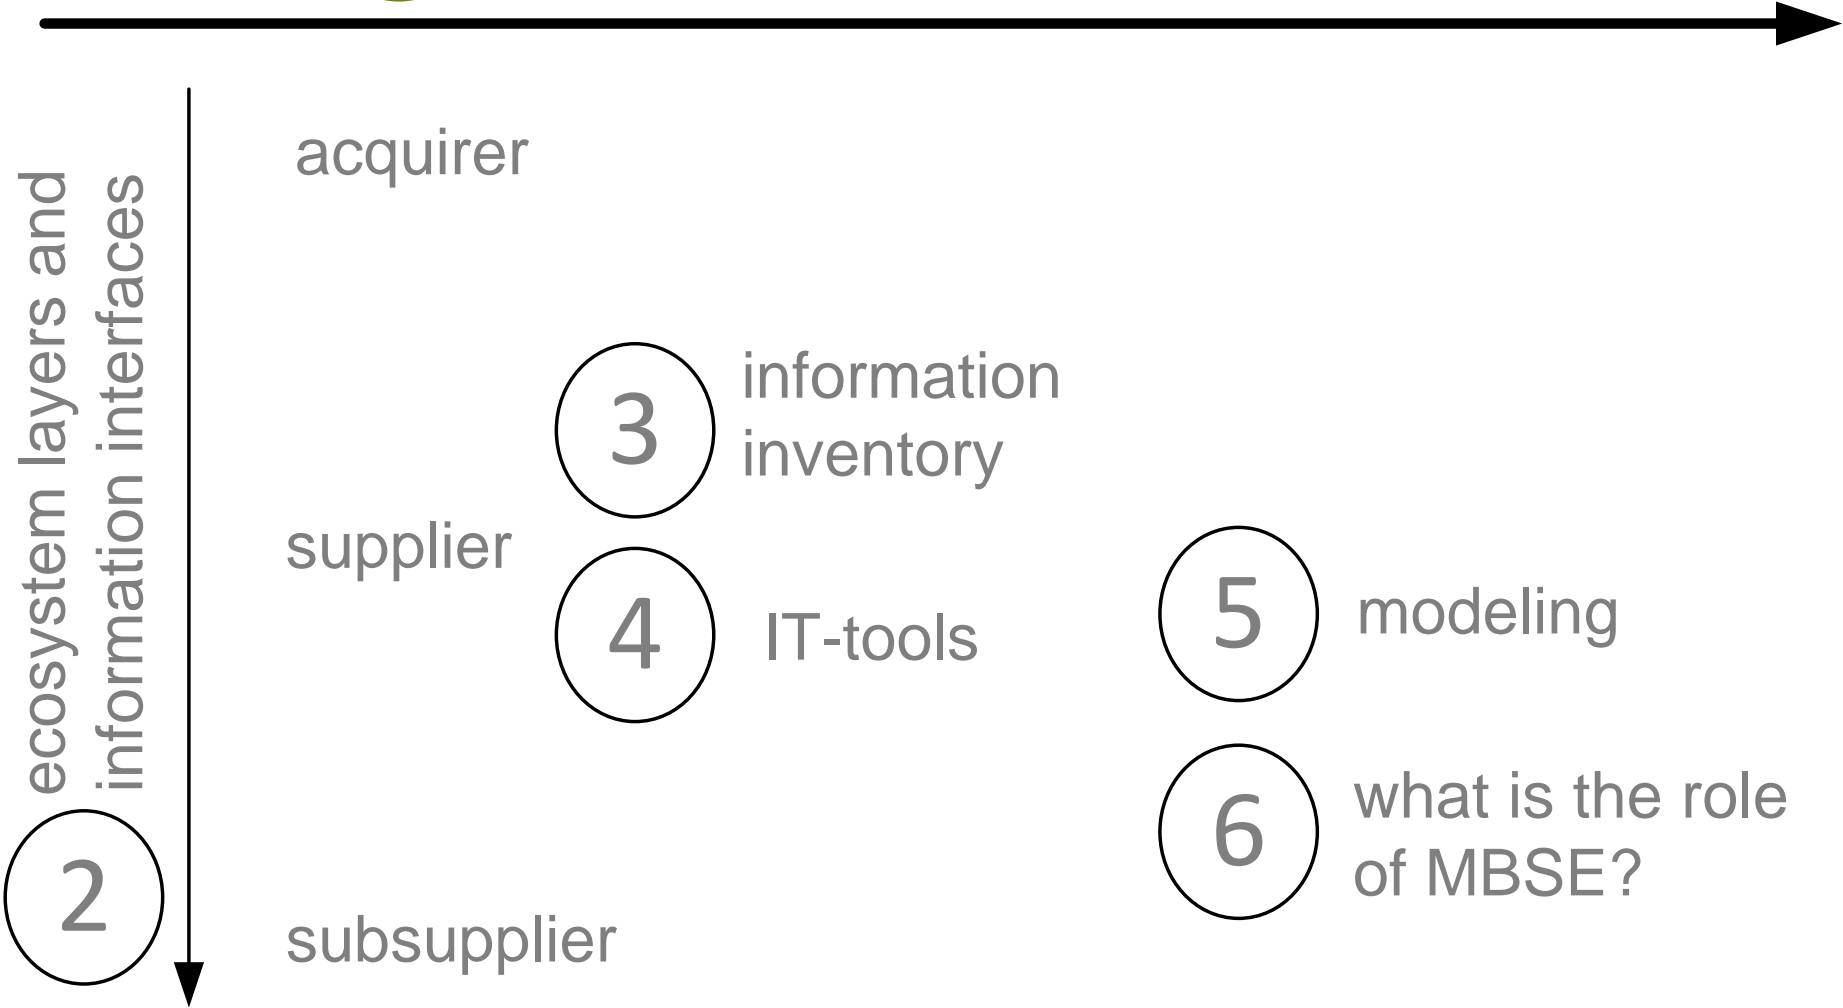 acquirer
ecosystem layers and
information interfaces
3
information
inventory
supplier
4
IT-tools
5
modeling
6
what is the role
of MBSE?
2
subsupplier